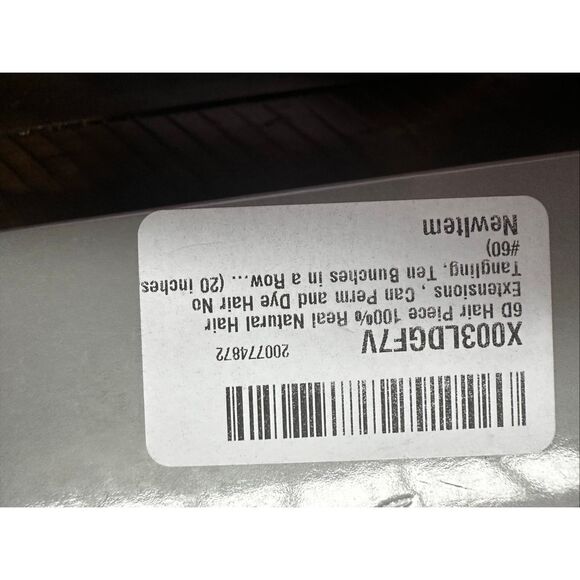 X003LDGF7V
200774872
6D Hair Piece 100% Real Natural Hair
Extensions , Can Perm and Dye Hair No
Tangling, Ten Bunches in a Row... (20 inches
#60)
NewItem